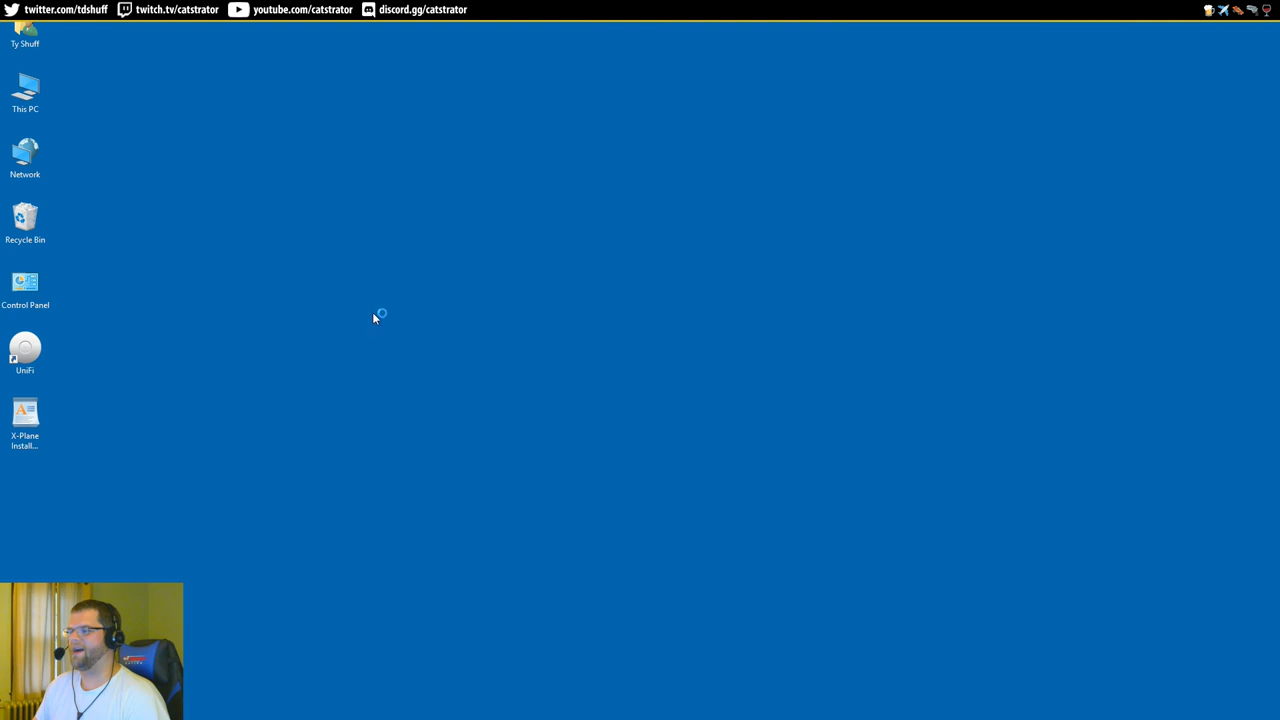 twitter.com/tdshuff twitch.tv/catstrator youtube.com/catstrator discord.gg/catstrator
Ty Shuff
This PC
Network
Recycle Bin
Control Panel
UniFi
X-Plane
Install...